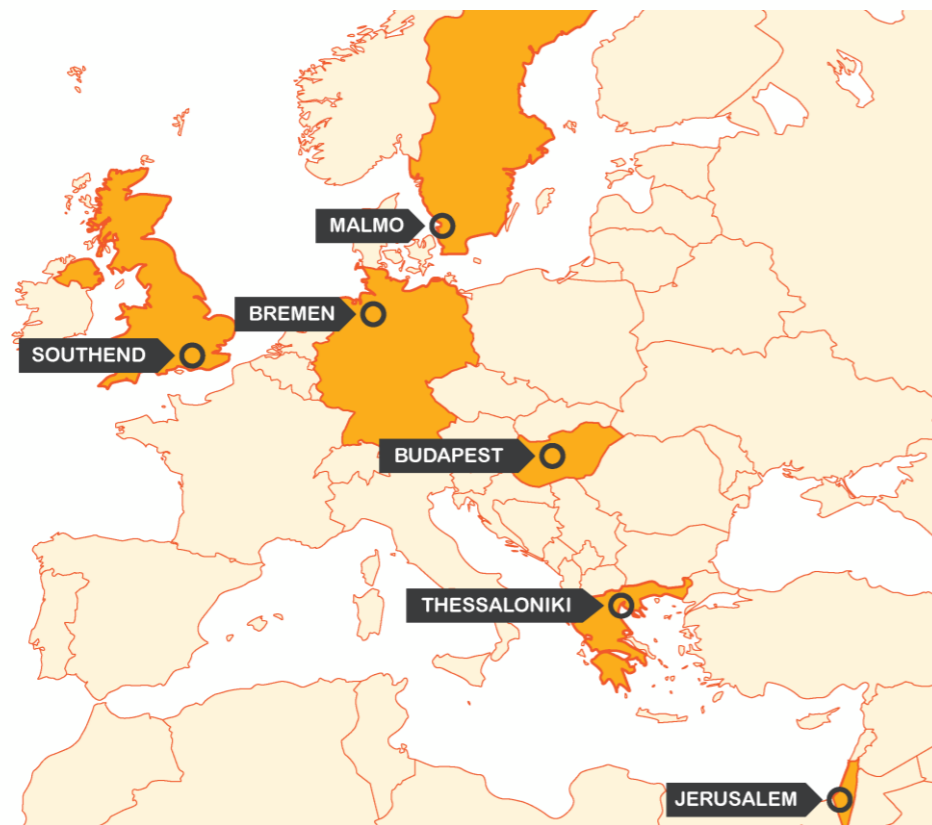 MALMO
BREMEN
SOUTHEND
BUDAPEST
THESSALONIKI
JERUSALEM